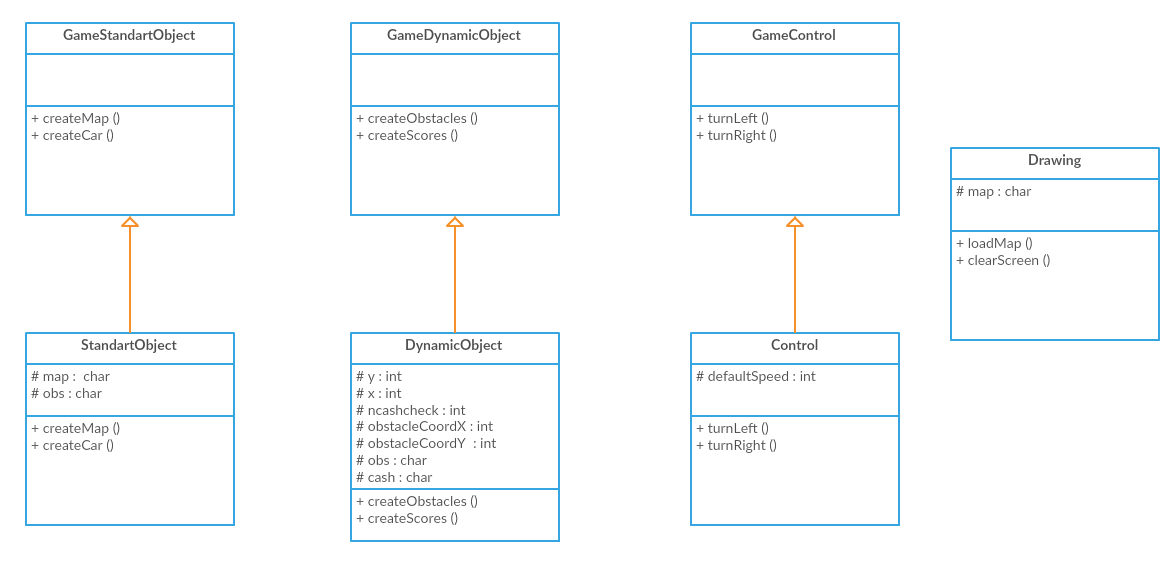 GameStandartObject
+ createMap ()
+ createCar ()
GameDynamicObject
+ createObstacles ()
+ createScores ()
GameControl
+ turnLeft ()
+ turnRight ()
Drawing
# map : char
+ loadMap ()
+ clearScreen ()
StandartObject
# map :  char
# obs : char
+ createMap ()
+ createCar ()
DynamicObject
# y : int
# x : int
# ncashcheck : int
# obstacleCoordX : int
# obstacleCoordY  : int
# obs : char
# cash : char
+ createObstacles ()
+ createScores ()
Control
# defaultSpeed : int
+ turnLeft ()
+ turnRight ()